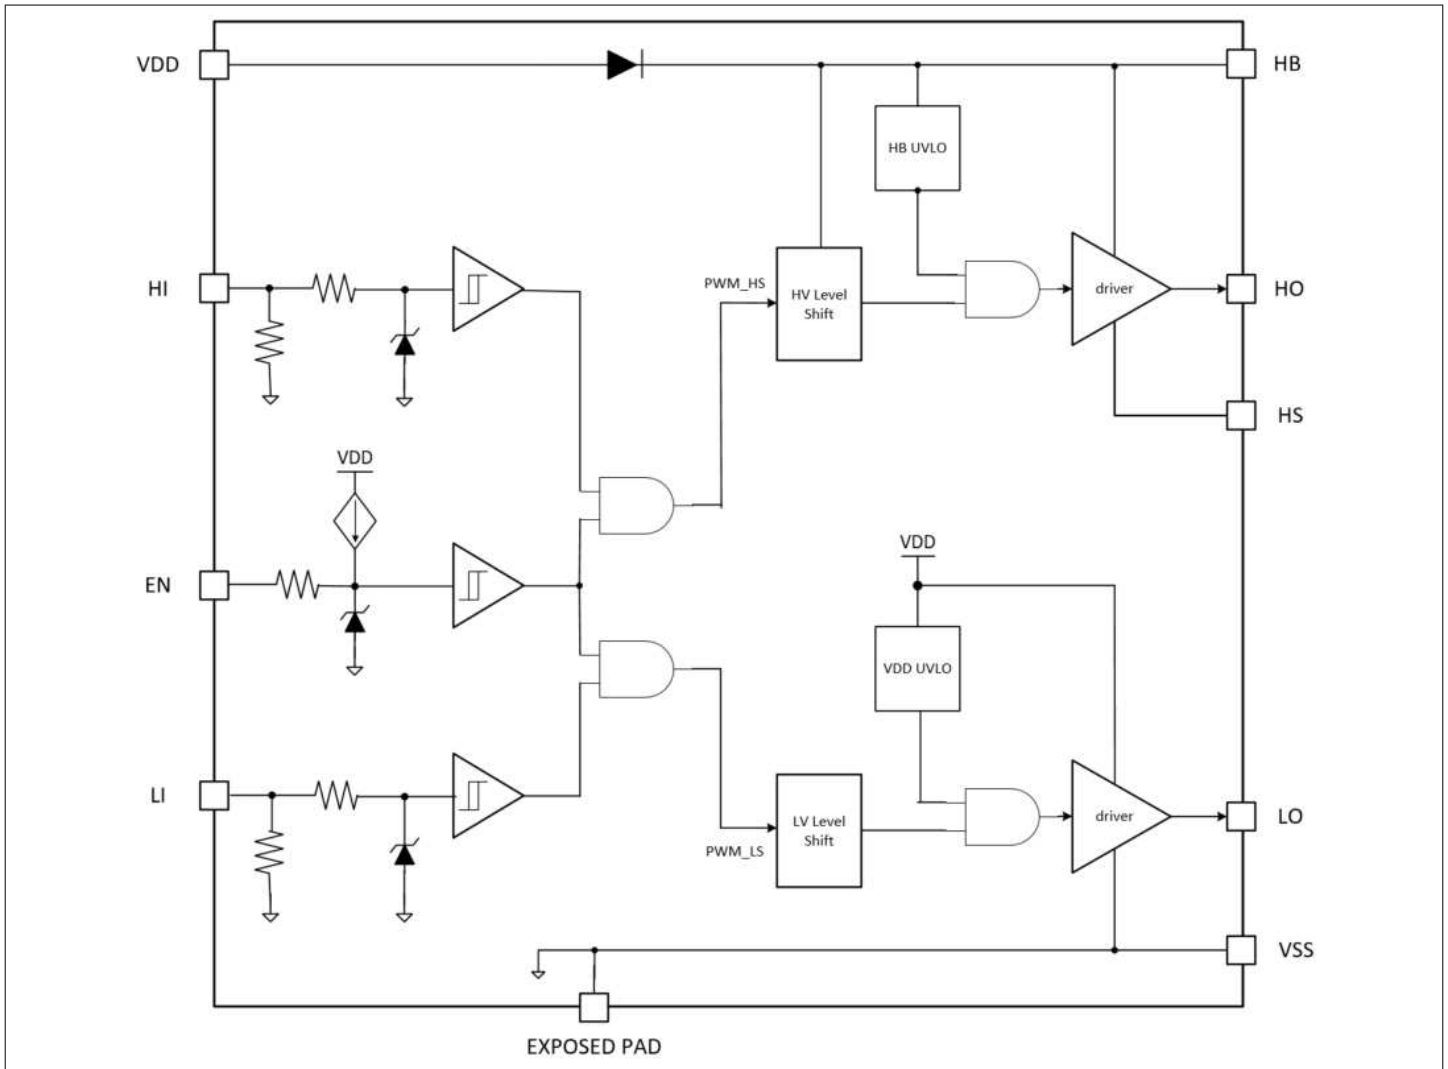 VDD
HB
HB UVLO
HI
PWM_HS
HV Level
Shift
driver
HO
HS
VDD
EN
VDD
VDD UVLO
LI
PWM_LS
LV Level
Shift
driver
LO
VSS
EXPOSED PAD